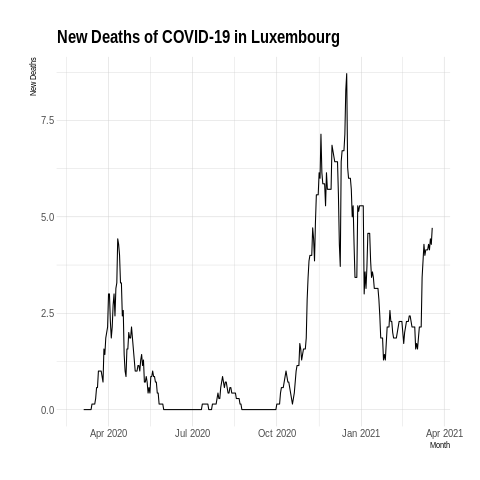 New Deaths of COVID-19 in Luxembourg
New Deaths
7.5
5.0
2.5
0.0
Apr 2020 Jul 2020 Oct 2020 Jan 2021 Apr 2021
Month